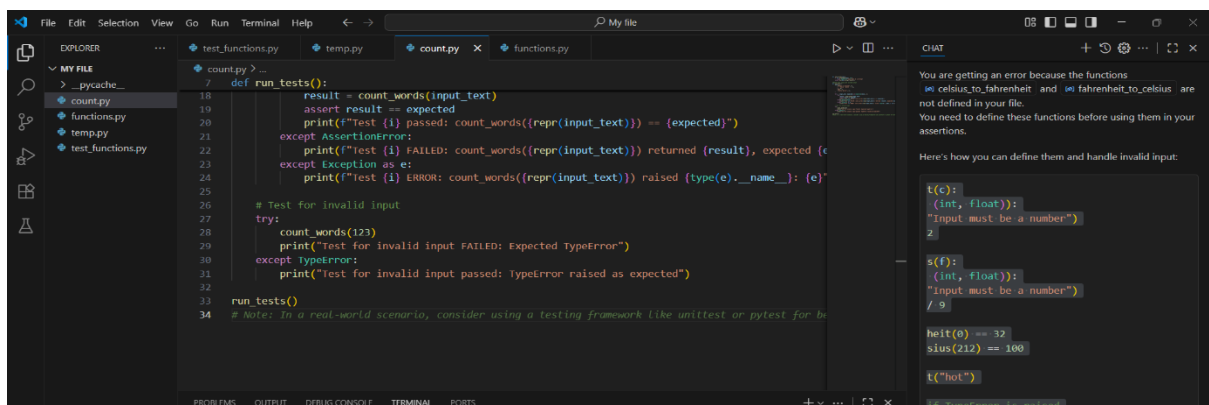 File Edit Selection View Go Run Terminal Help
My file
EXPLORER
MY FILE
__pycache__
count.py
functions.py
temp.py
test_functions.py
test_functions.py temp.py count.py functions.py
count.py > ...
7 def run_tests():
18 result = count_words(input_text)
19 assert result == expected
20 print(f"Test {i} passed: count_words({repr(input_text)}) == {expected}")
21 except AssertionError:
22 print(f"Test {i} FAILED: count_words({repr(input_text)}) returned {result}, expected {e
23 except Exception as e:
24 print(f"Test {i} ERROR: count_words({repr(input_text)}) raised {type(e).__name__}: {e}"
25
26 # Test for invalid input
27 try:
28 count_words(123)
29 print("Test for invalid input FAILED: Expected TypeError")
30 except TypeError:
31 print("Test for invalid input passed: TypeError raised as expected")
32
33 run_tests()
34 # Note: In a real-world scenario, consider using a testing framework like unittest or pytest for be
PROBLEMS OUTPUT DEBUG CONSOLE TERMINAL PORTS
CHAT
You are getting an error because the functions
celsius_to_fahrenheit and fahrenheit_to_celsius are
not defined in your file.
You need to define these functions before using them in your
assertions.
Here's how you can define them and handle invalid input:
t(c):
(int, float)):
"Input must be a number")
2
s(f):
(int, float)):
"Input must be a number")
/ 9
heit(0) == 32
sius(212) == 100
t("hot")
if TypeError is raised